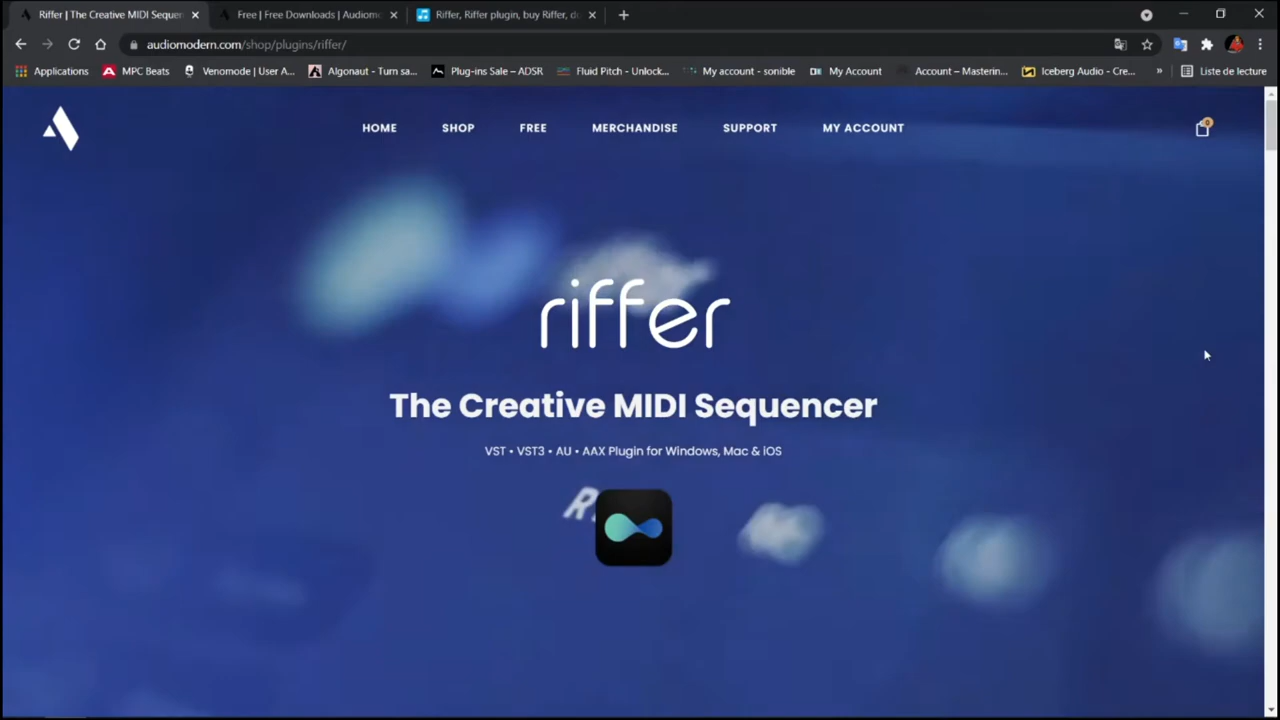 Riffer | The Creative MIDI Sequen
Free | Free Downloads | Audiomo
Riffer, Riffer plugin, buy Riffer, d
audiomodern.com/shop/plugins/riffer/
Applications
MPC Beats
Venomode | User A...
Algonaut - Turn sa...
Plug-ins Sale – ADSR
Fluid Pitch - Unlock...
My account - sonible
My Account
Account – Masterin...
Iceberg Audio - Cre...
»
Liste de lecture
HOME
SHOP
FREE
MERCHANDISE
SUPPORT
MY ACCOUNT
0
riffer
The Creative MIDI Sequencer
VST • VST3 • AU • AAX Plugin for Windows, Mac & iOS